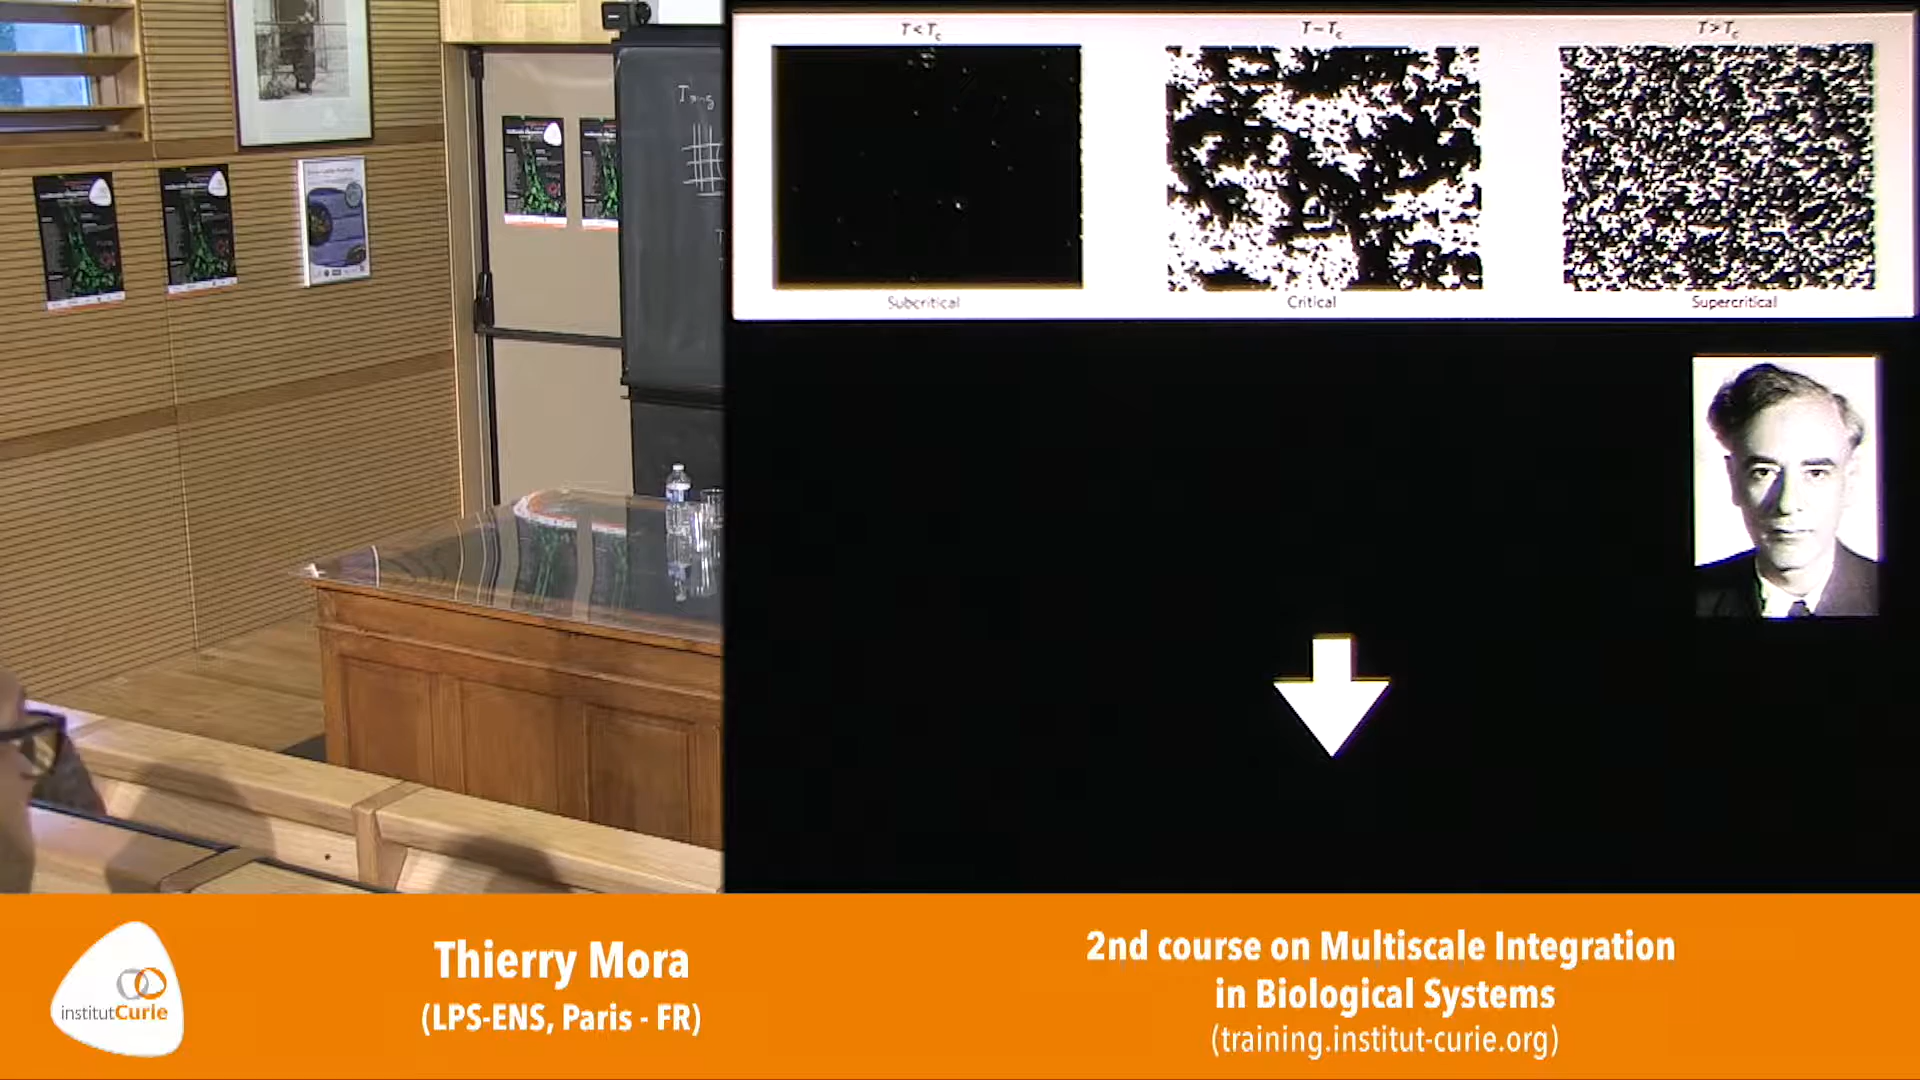 T < Tc
T = Tc
T > Tc
Subcritical
Critical
Supercritical
institutCurie
Thierry Mora
(LPS-ENS, Paris - FR)
2nd course on Multiscale Integration
in Biological Systems
(training.institut-curie.org)